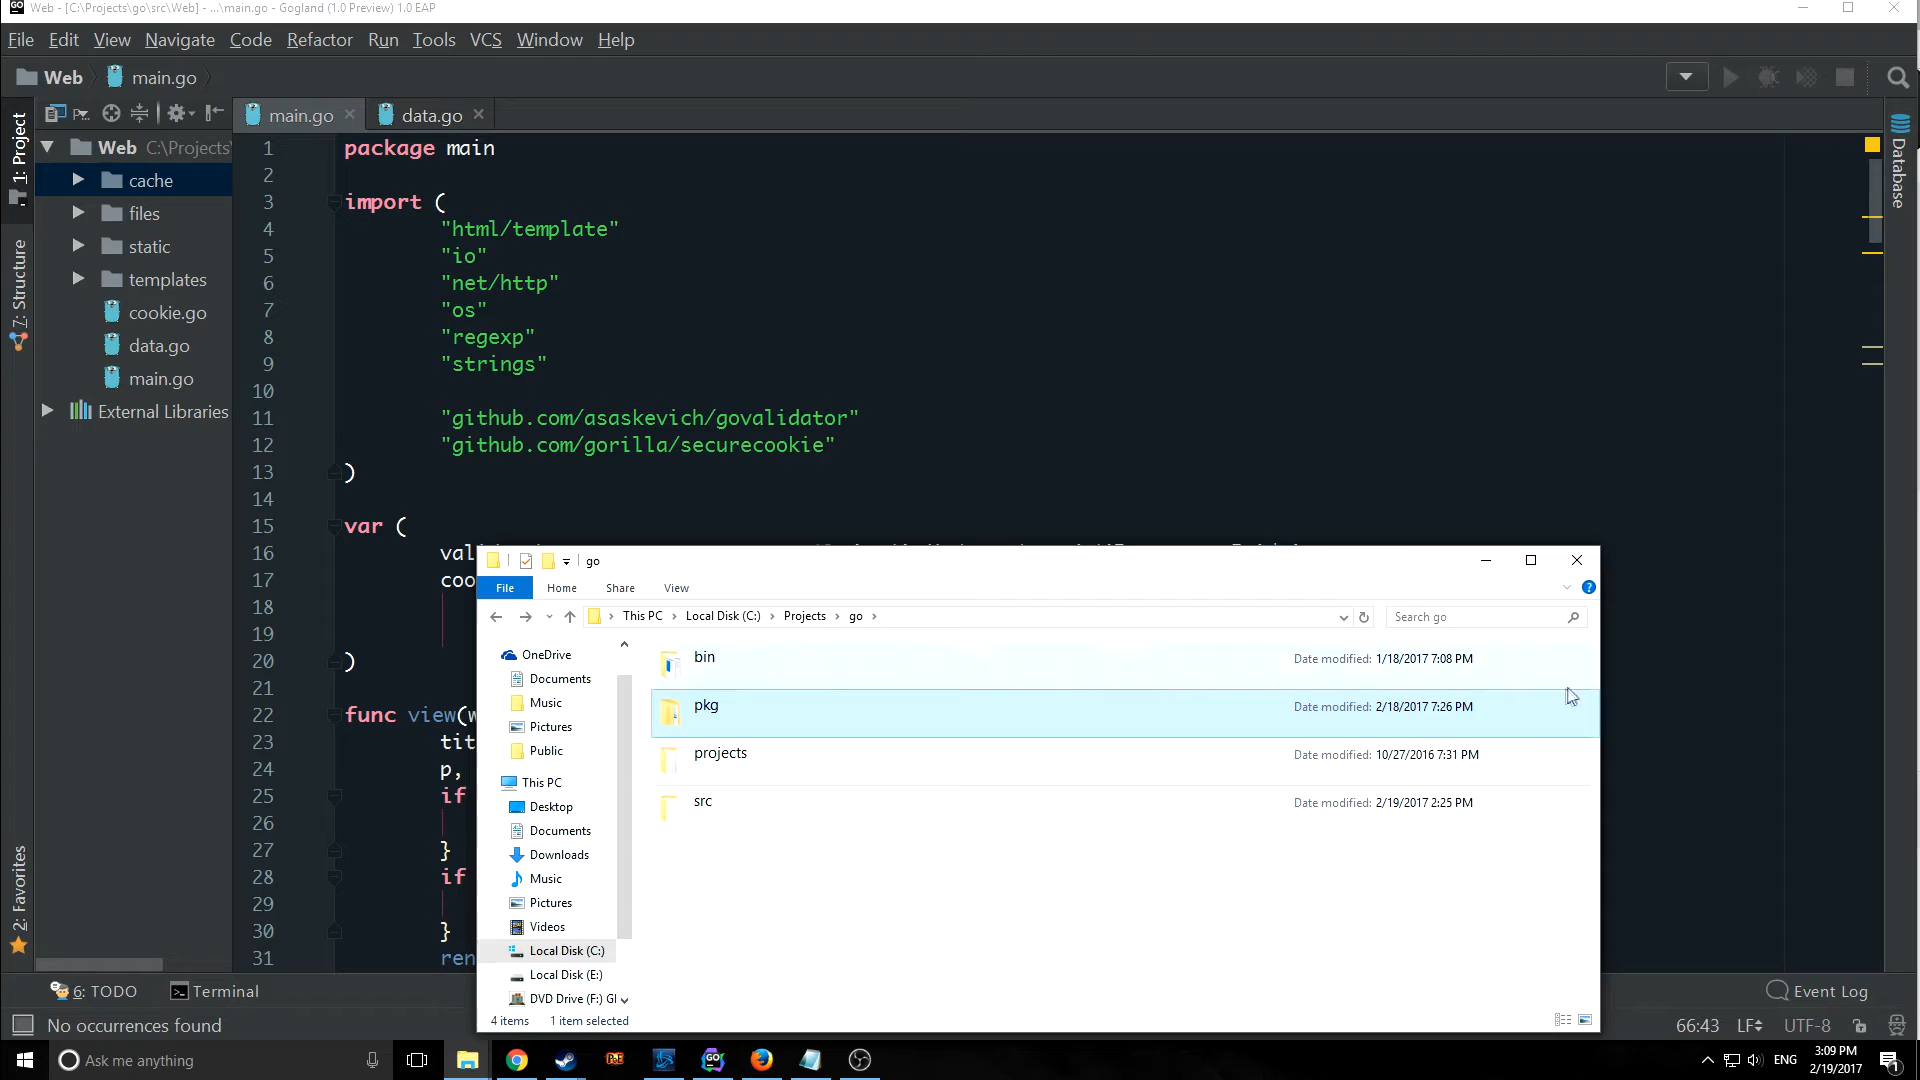 Web - [C:\Projects\go\src\Web] - ...\main.go - Gogland (1.0 Preview) 1.0 EAP
File Edit View Navigate Code Refactor Run Tools VCS Window Help
Web main.go
1: Project
7: Structure
2: Favorites
P..
main.go
data.go
Web C:\Projects
cache
files
static
templates
cookie.go
data.go
main.go
External Libraries
1 package main
2
3 import (
4 "html/template"
5 "io"
6 "net/http"
7 "os"
8 "regexp"
9 "strings"
10
11 "github.com/asaskevich/govalidator"
12 "github.com/gorilla/securecookie"
13 )
14
15 var (
16 val
17 coo
18
19
20 )
21
22 func view(w
23 tit
24 p,
25 if
26
27 }
28 if
29
30 }
31 ren
Database
go
File Home Share View
This PC Local Disk (C:) Projects go
Search go
OneDrive
Documents
Music
Pictures
Public
This PC
Desktop
Documents
Downloads
Music
Pictures
Videos
Local Disk (C:)
Local Disk (E:)
DVD Drive (F:) Gl
bin Date modified: 1/18/2017 7:08 PM
pkg Date modified: 2/18/2017 7:26 PM
projects Date modified: 10/27/2016 7:31 PM
src Date modified: 2/19/2017 2:25 PM
4 items 1 item selected
6: TODO Terminal
Event Log
No occurrences found
66:43 LF UTF-8
Ask me anything
GO
ENG
3:09 PM
2/19/2017
1